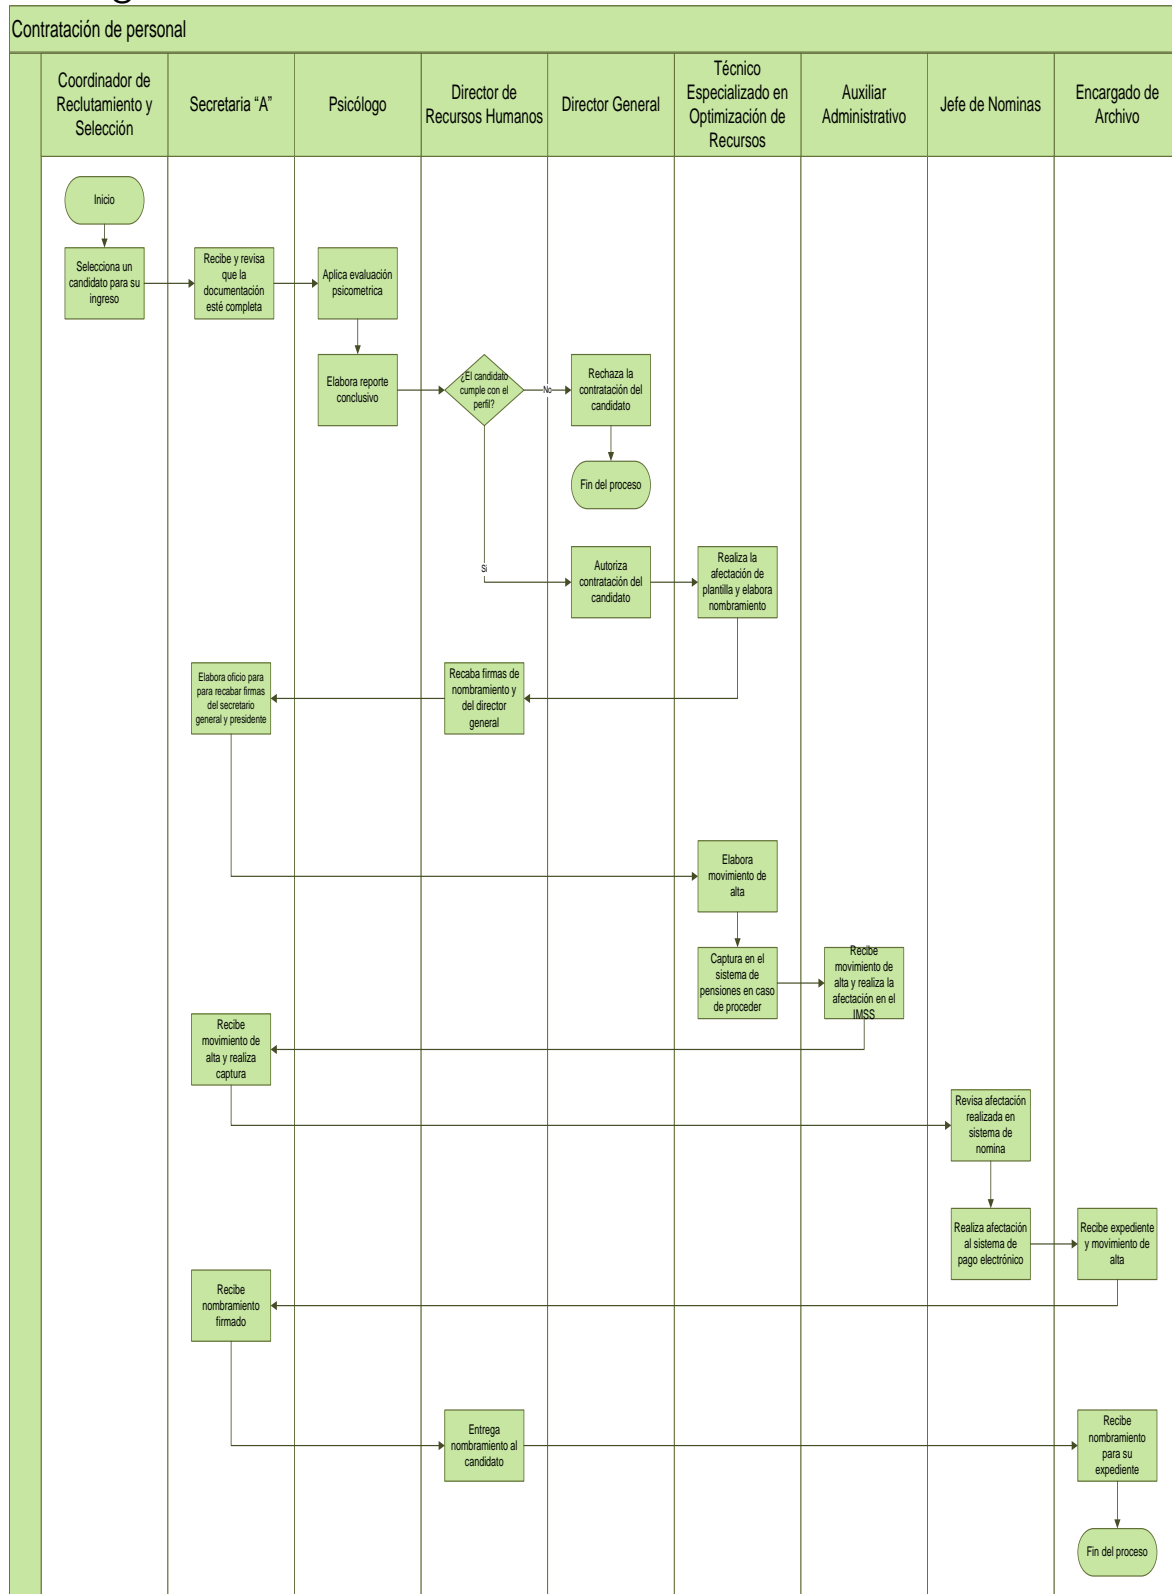 Contratación de personal
Coordinador de
Reclutamiento y
Selección
Secretaria “A”
Psicólogo
Director de
Recursos Humanos
Director General
Técnico
Especializado en
Optimización de
Recursos
Auxiliar
Administrativo
Jefe de Nominas
Encargado de
Archivo
Inicio
Selecciona un
candidato para su
ingreso
Recibe y revisa
que la
documentación
esté completa
Aplica evaluación
psicometrica
Elabora reporte
conclusivo
¿El candidato
cumple con el
perfil?
No
Rechaza la
contratación del
candidato
Fin del proceso
Si
Autoriza
contratación del
candidato
Realiza la
afectación de
plantilla y elabora
nombramiento
Recaba firmas de
nombramiento y
del director
general
Elabora oficio para
para recabar firmas
del secretario
general y presidente
Elabora
movimiento de
alta
Captura en el
sistema de
pensiones en caso
de proceder
Recibe
movimiento de
alta y realiza la
afectación en el
IMSS
Recibe
movimiento de
alta y realiza
captura
Revisa afectación
realizada en
sistema de
nomina
Realiza afectación
al sistema de
pago electrónico
Recibe expediente
y movimiento de
alta
Recibe
nombramiento
firmado
Entrega
nombramiento al
candidato
Recibe
nombramiento
para su
expediente
Fin del proceso